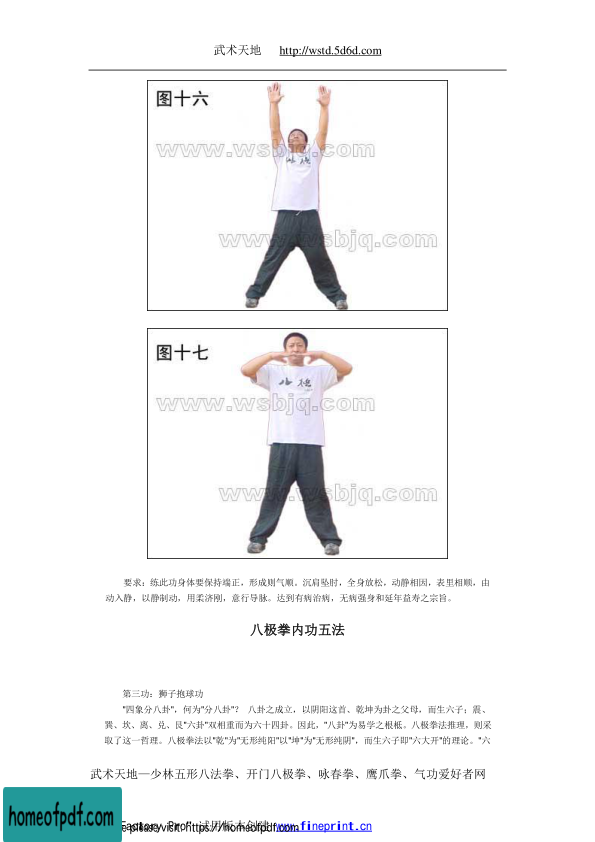 武术天地 http://wstd.5d6d.com
图十六
www.wsbjq.com
www.wsbjq.com
图十七
八极
www.wsbjq.com
www.wsbjq.com
要求：练此功身体要保持端正，形成则气顺。沉肩坠肘，全身放松，动静相因，表里相顺，由
动入静，以静制动，用柔济刚，意行导脉。达到有病治病，无病强身和延年益寿之宗旨。
八极拳内功五法
第三功：狮子抱球功
"四象分八卦"，何为"分八卦"？ 八卦之成立，以阴阳这首、乾坤为卦之父母，而生六子；震、
巽、坎、离、兑、艮"六卦"双相重而为六十四卦。因此，"八卦"为易学之根柢。八极拳法推理，则采
取了这一哲理。八极拳法以"乾"为"无形纯阳"以"坤"为"无形纯阴"，而生六子即"六大开"的理论。"六
武术天地—少林五形八法拳、开门八极拳、咏春拳、鹰爪拳、气功爱好者网
homeofpdf.com
Factory Pro" 试用版本创建 www.fineprint.cn
please visit: https://homeofpdf.com